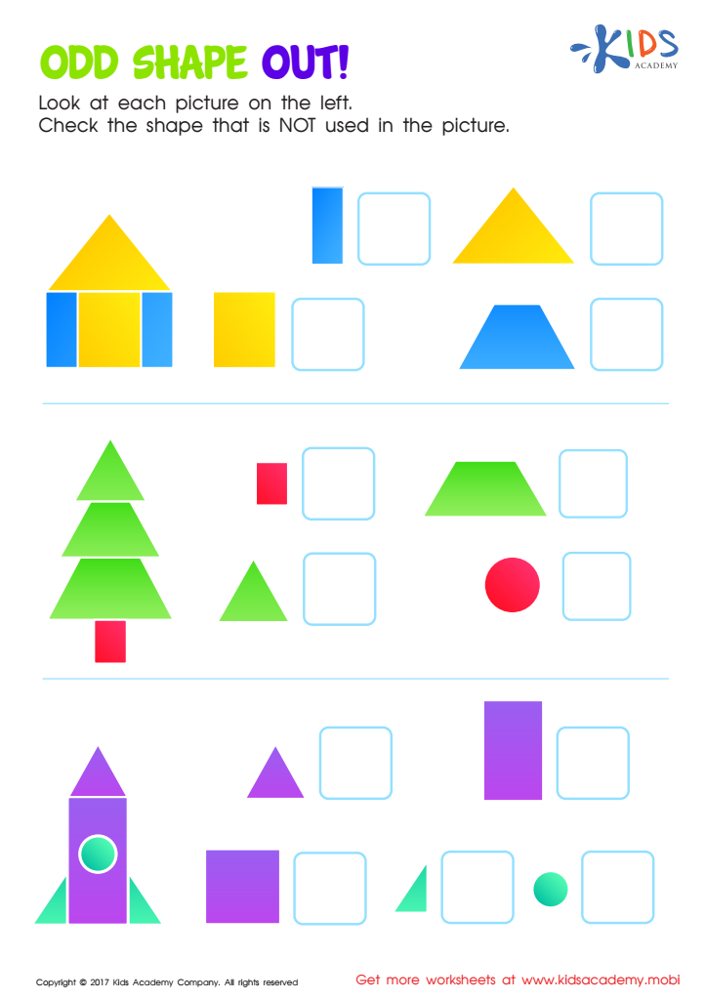 ODD SHAPE OUT!
KIDS
ACADEMY
Look at each picture on the left.
Check the shape that is NOT used in the picture.
Copyright © 2017 Kids Academy Company. All rights reserved
Get more worksheets at www.kidsacademy.mobi